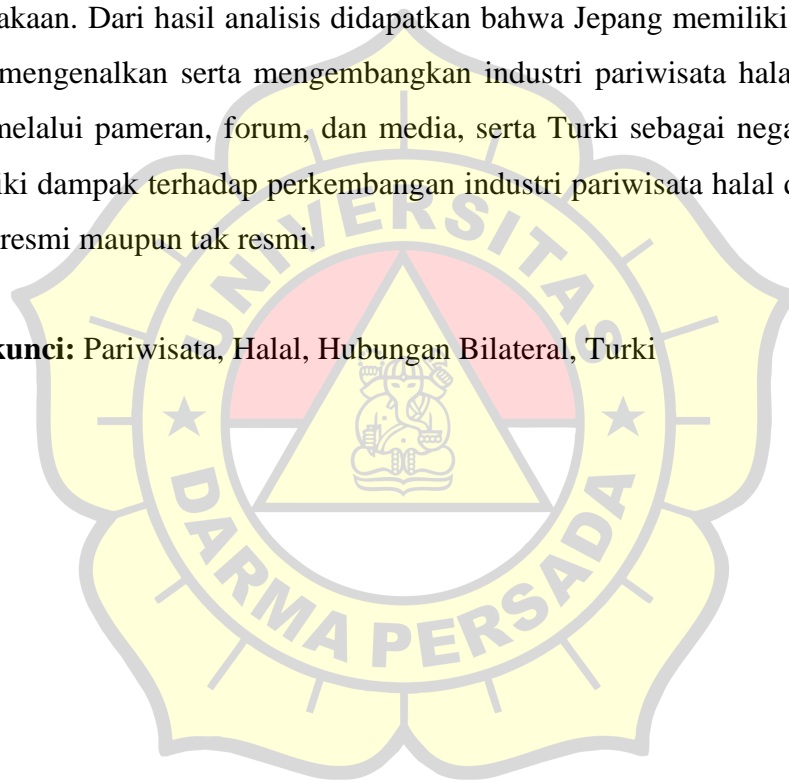 akaan. Dari hasil analisis didapatkan bahwa Jepang memiliki
mengenalkan serta mengembangkan industri pariwisata hala
melalui pameran, forum, dan media, serta Turki sebagai nega
iki dampak terhadap perkembangan industri pariwisata halal d
resmi maupun tak resmi.
kunci: Pariwisata, Halal, Hubungan Bilateral, Turki
UNIVERSITAS
DARMA PERSADA